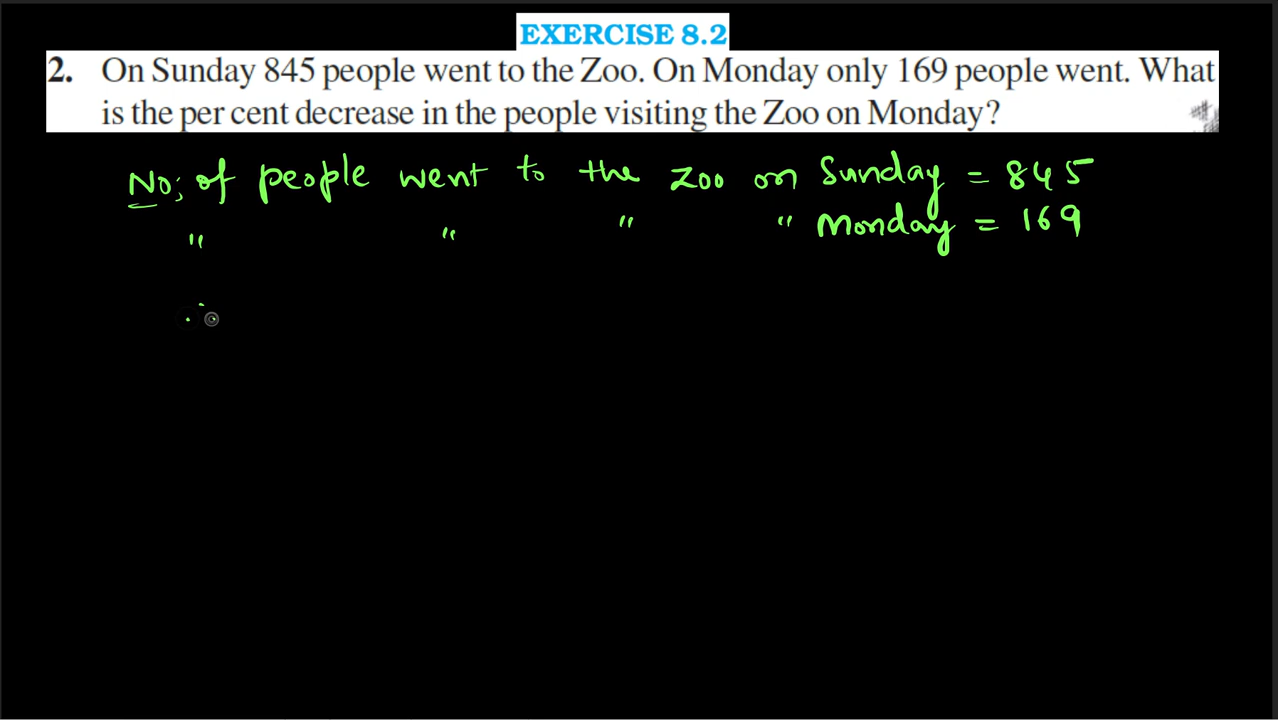 EXERCISE 8.2
2. On Sunday 845 people went to the Zoo. On Monday only 169 people went. What
is the per cent decrease in the people visiting the Zoo on Monday?
No; of people went to the zoo on Sunday = 845
" " " " Monday = 169